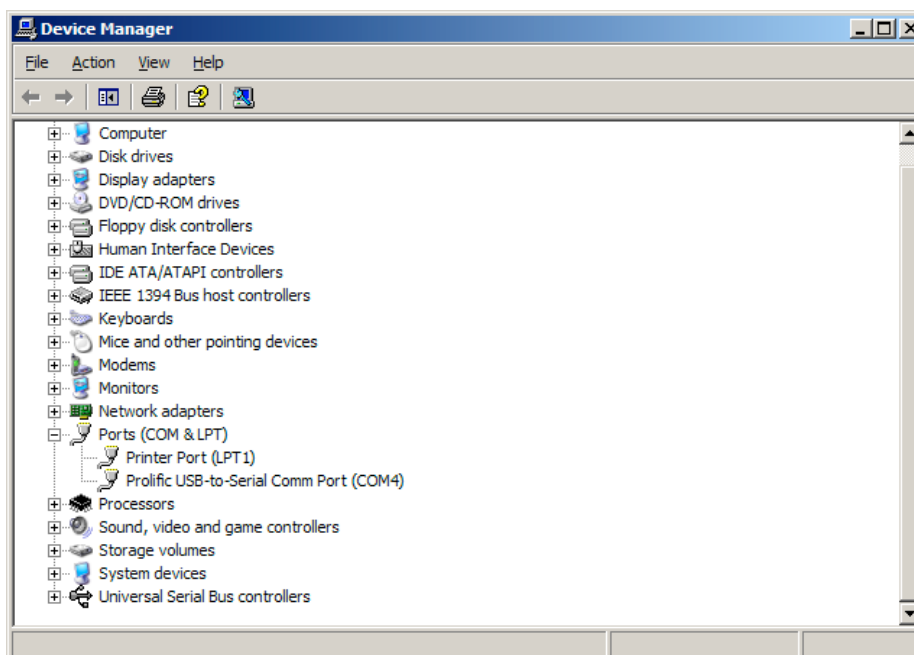 Device Manager
File Action View Help
Computer
Disk drives
Display adapters
DVD/CD-ROM drives
Floppy disk controllers
Human Interface Devices
IDE ATA/ATAPI controllers
IEEE 1394 Bus host controllers
Keyboards
Mice and other pointing devices
Modems
Monitors
Network adapters
Ports (COM & LPT)
Printer Port (LPT1)
Prolific USB-to-Serial Comm Port (COM4)
Processors
Sound, video and game controllers
Storage volumes
System devices
Universal Serial Bus controllers